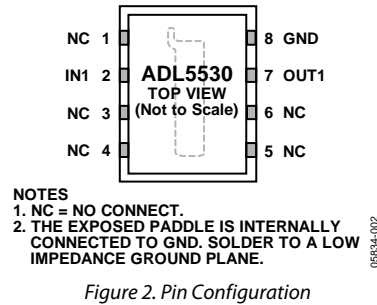 NC 1
8 GND
IN1 2
ADL5530
7 OUT1
TOP VIEW
NC 3
(Not to Scale)
6 NC
NC 4
5 NC
NOTES
1. NC = NO CONNECT.
2. THE EXPOSED PADDLE IS INTERNALLY
CONNECTED TO GND. SOLDER TO A LOW
IMPEDANCE GROUND PLANE.
05834-002
Figure 2. Pin Configuration